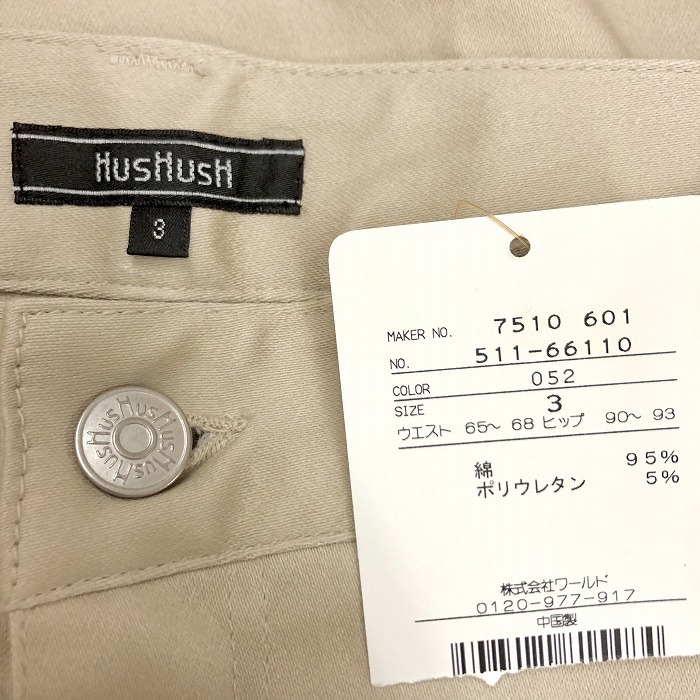 HusHusH
3
HusHusHusHusH
MAKER NO. 7510 601
NO. 511-66110
COLOR 052
SIZE 3
ウエスト 65～ 68 ヒップ 90～ 93
綿 95%
ポリウレタン 5%
株式会社ワールド
0120-977-917
中国製